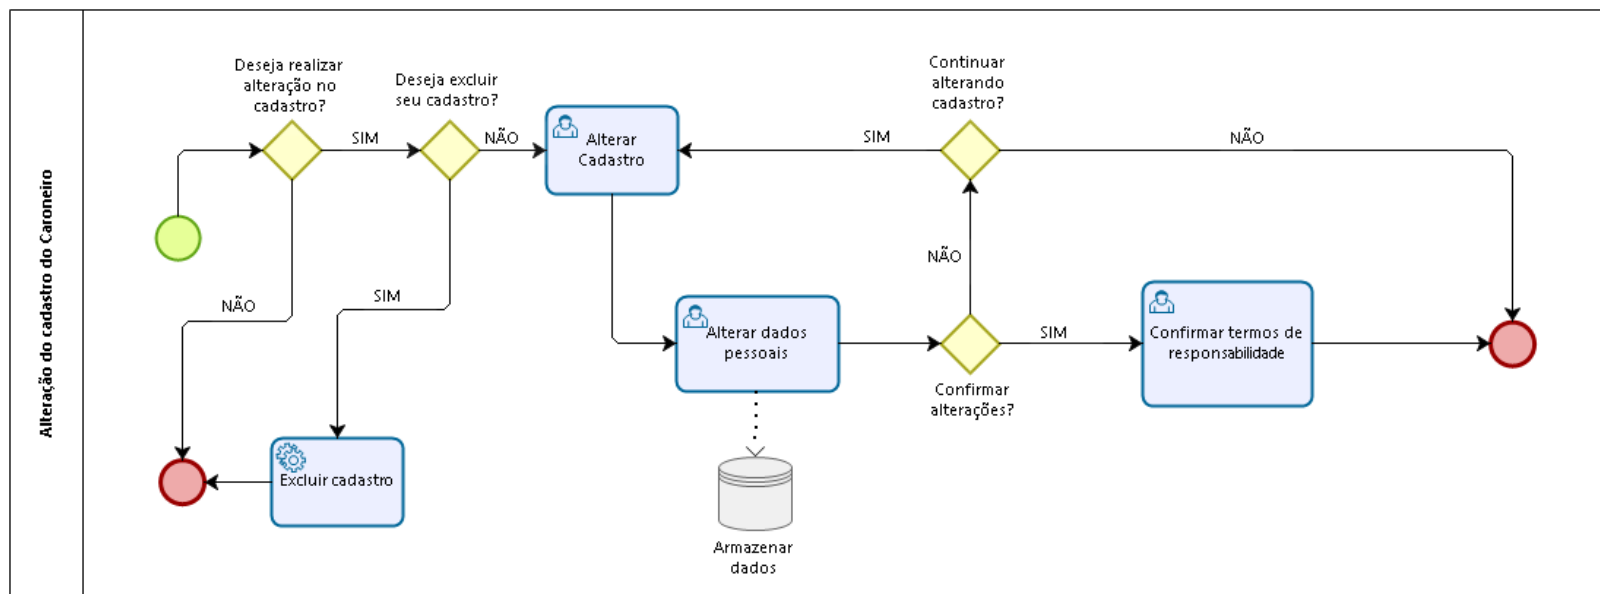 Alteração do cadastro do Caroneiro
Deseja realizar
alteração no
cadastro?
SIM
NÃO
Deseja excluir
seu cadastro?
NÃO
SIM
Excluir cadastro
Alterar
Cadastro
Alterar dados
pessoais
Armazenar
dados
Confirmar
alterações?
NÃO
SIM
Continuar
alterando
cadastro?
SIM
NÃO
Confirmar termos de
responsabilidade